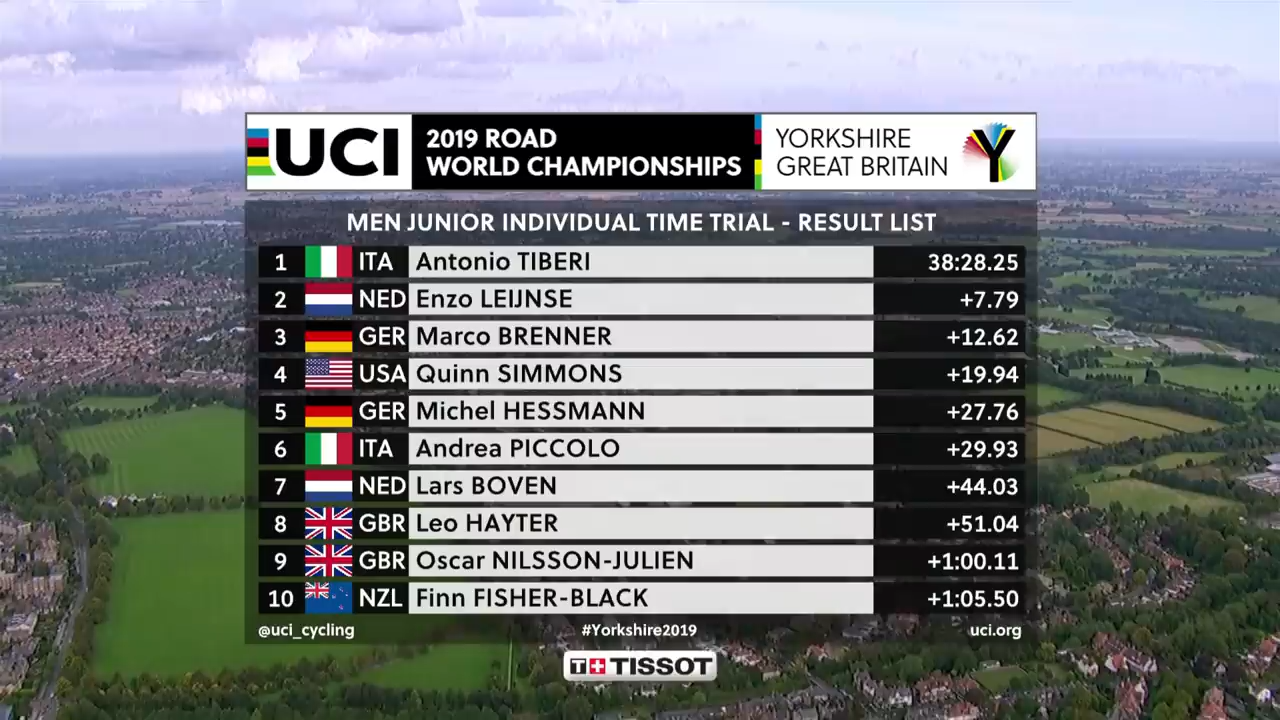 UCI
2019 ROAD
WORLD CHAMPIONSHIPS
YORKSHIRE
GREAT BRITAIN
Y
MEN JUNIOR INDIVIDUAL TIME TRIAL - RESULT LIST
1 ITA Antonio TIBERI 38:28.25
2 NED Enzo LEIJNSE +7.79
3 GER Marco BRENNER +12.62
4 USA Quinn SIMMONS +19.94
5 GER Michel HESSMANN +27.76
6 ITA Andrea PICCOLO +29.93
7 NED Lars BOVEN +44.03
8 GBR Leo HAYTER +51.04
9 GBR Oscar NILSSON-JULIEN +1:00.11
10 NZL Finn FISHER-BLACK +1:05.50
@uci_cycling #Yorkshire2019 uci.org
T+TISSOT